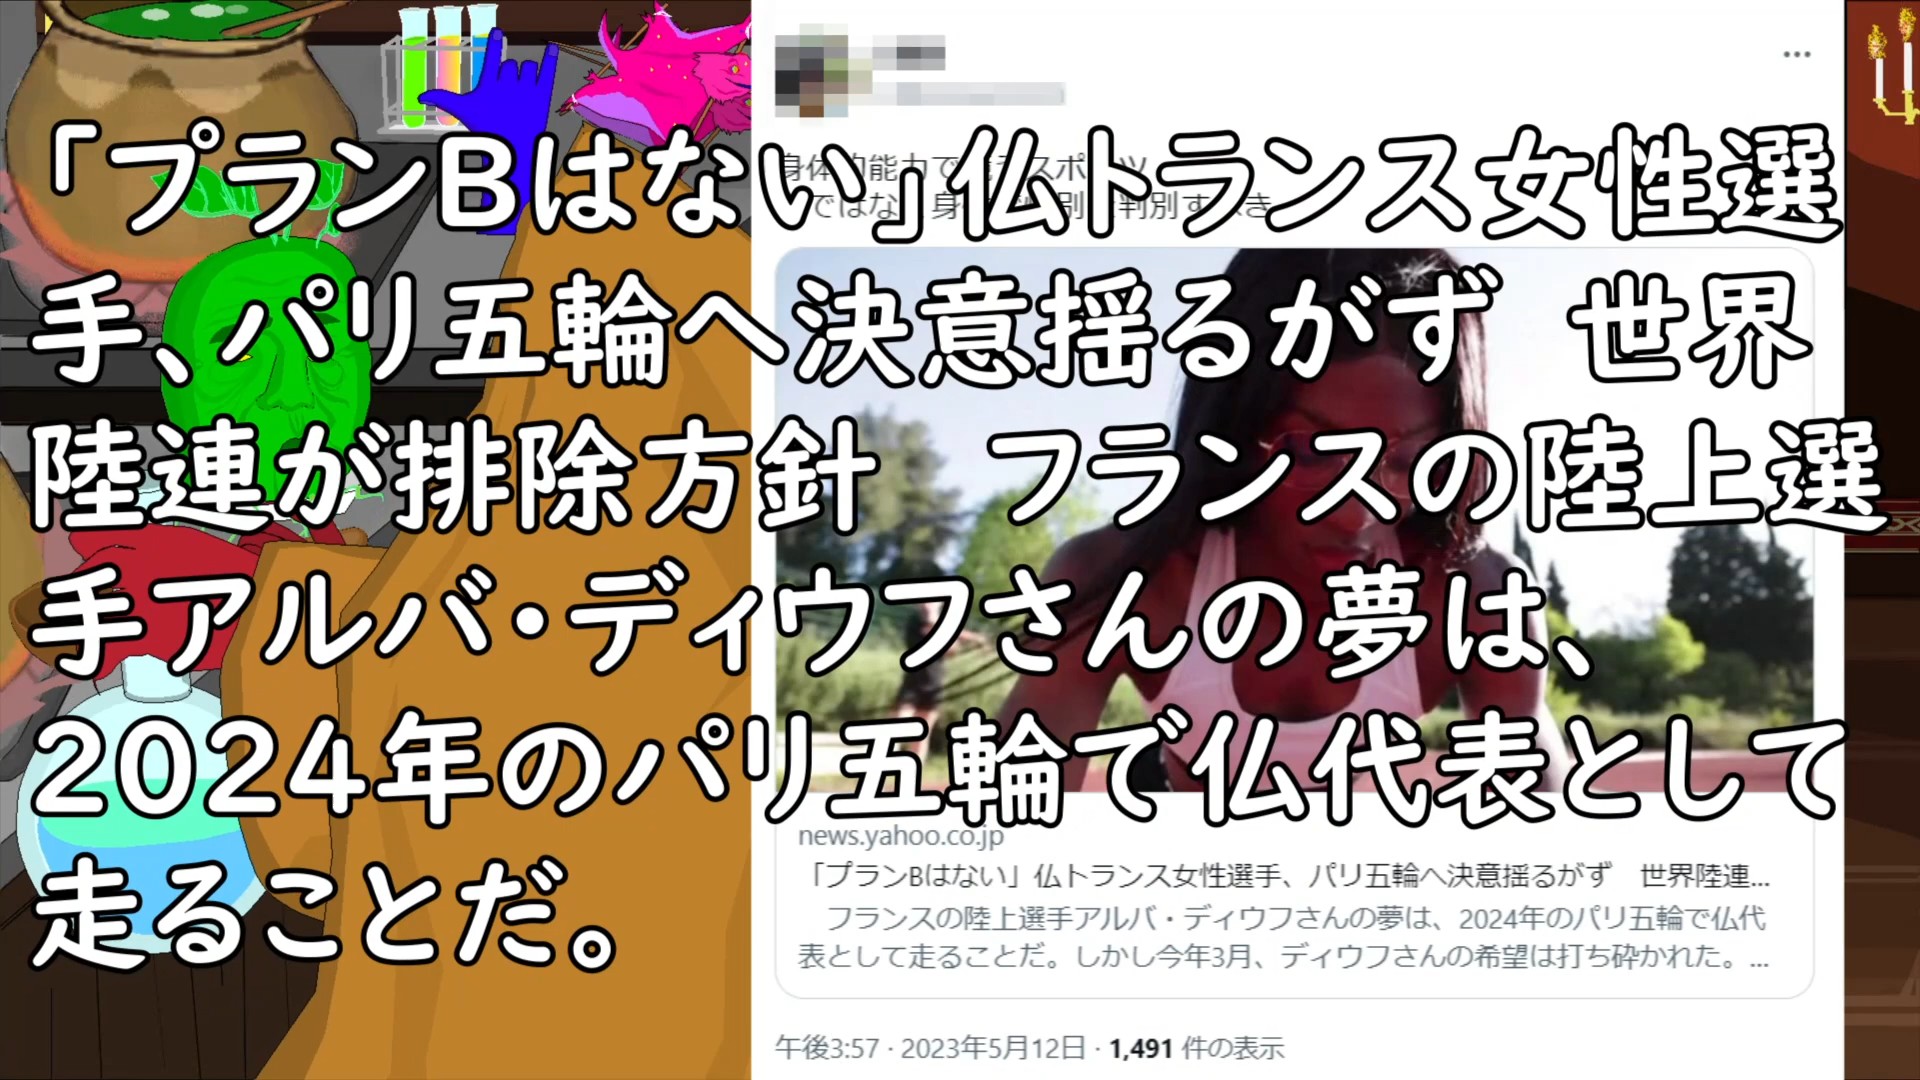 「プランBはない」仏トランス女性選
手、パリ五輪へ決意揺るがず　世界
陸連が排除方針　フランスの陸上選
手アルバ・ディウフさんの夢は、
2024年のパリ五輪で仏代表として
走ることだ。
news.yahoo.co.jp
「プランBはない」仏トランス女性選手、パリ五輪へ決意揺るがず　世界陸連...
フランスの陸上選手アルバ・ディウフさんの夢は、2024年のパリ五輪で仏代
表として走ることだ。しかし今年3月、ディウフさんの希望は打ち砕かれた。...
午後3:57 · 2023年5月12日 · 1,491 件の表示